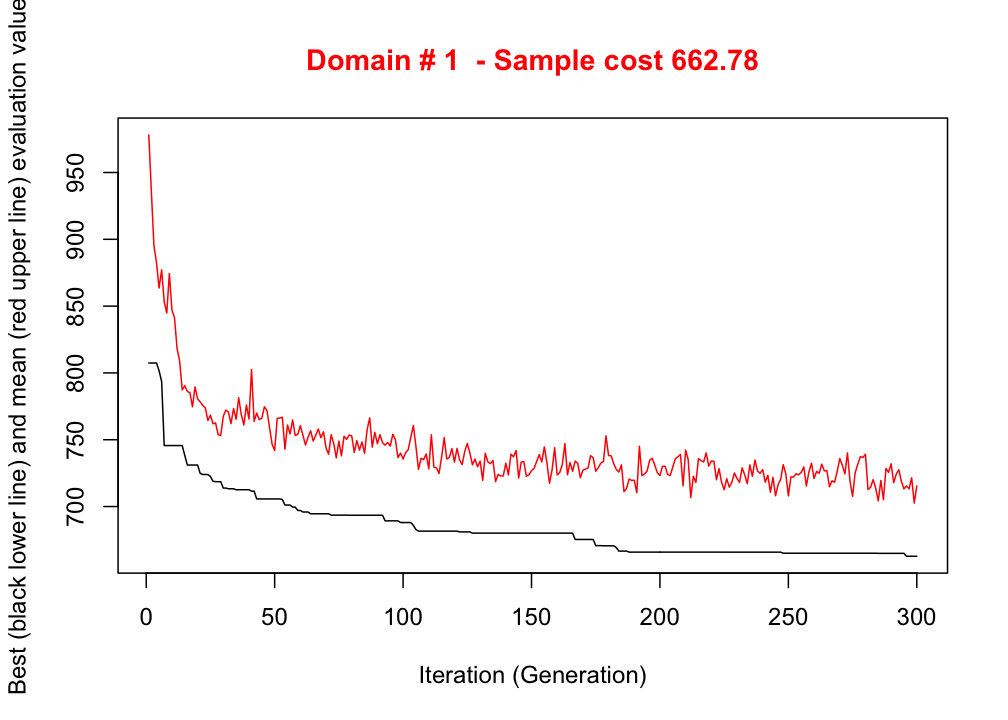 Domain # 1  - Sample cost 662.78
Best (black lower line) and mean (red upper line) evaluation value
950
900
850
800
750
700
0 50 100 150 200 250 300
Iteration (Generation)